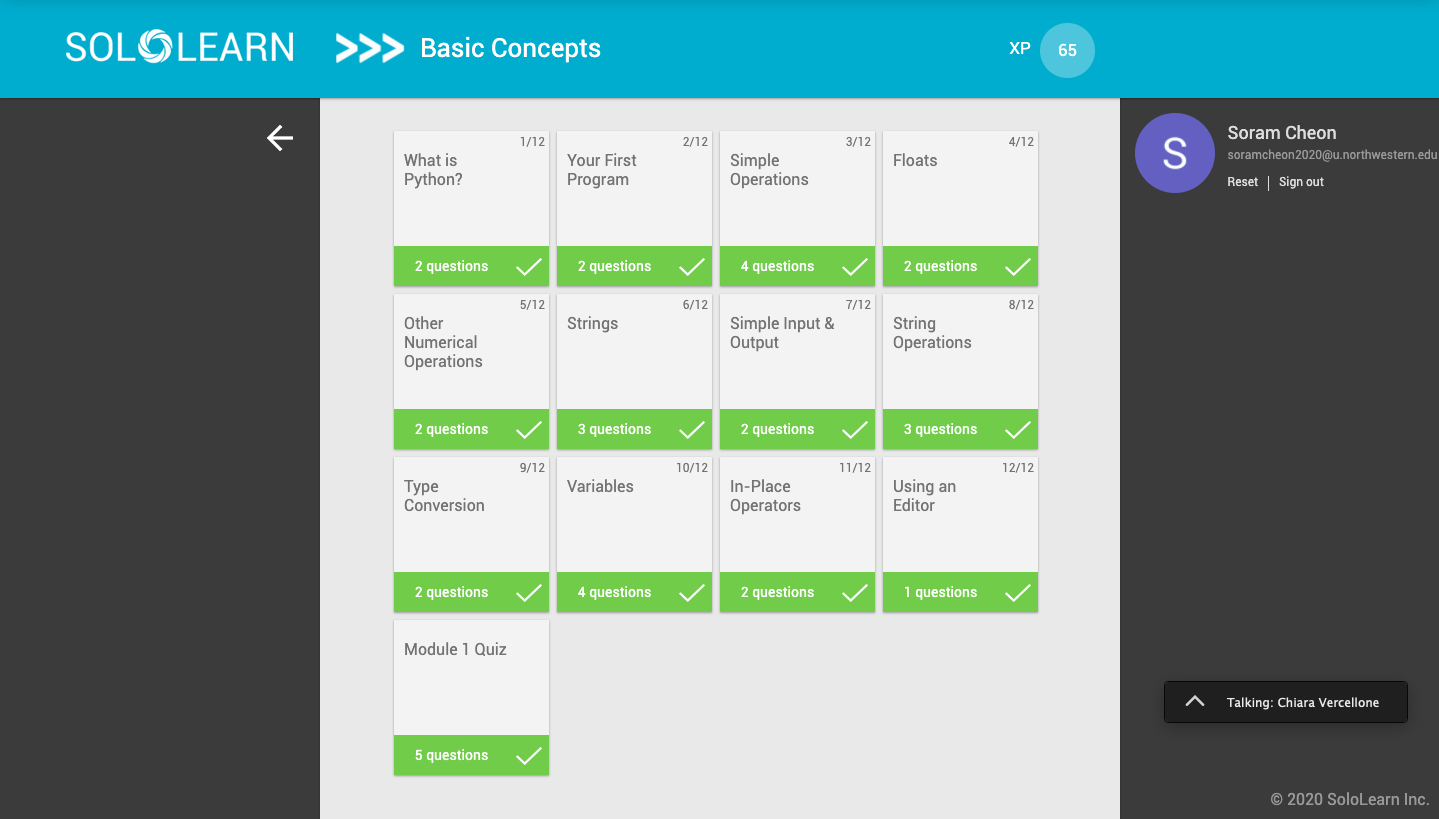 SOLOLEARN
Basic Concepts
XP 65
Soram Cheon
soramcheon2020@u.northwestern.edu
Reset | Sign out
1/12
What is
Python?
2 questions
2/12
Your First
Program
2 questions
3/12
Simple
Operations
4 questions
4/12
Floats
2 questions
5/12
Other
Numerical
Operations
2 questions
6/12
Strings
3 questions
7/12
Simple Input &
Output
2 questions
8/12
String
Operations
3 questions
9/12
Type
Conversion
2 questions
10/12
Variables
4 questions
11/12
In-Place
Operators
2 questions
12/12
Using an
Editor
1 questions
Module 1 Quiz
5 questions
Talking: Chiara Vercellone
© 2020 SoloLearn Inc.